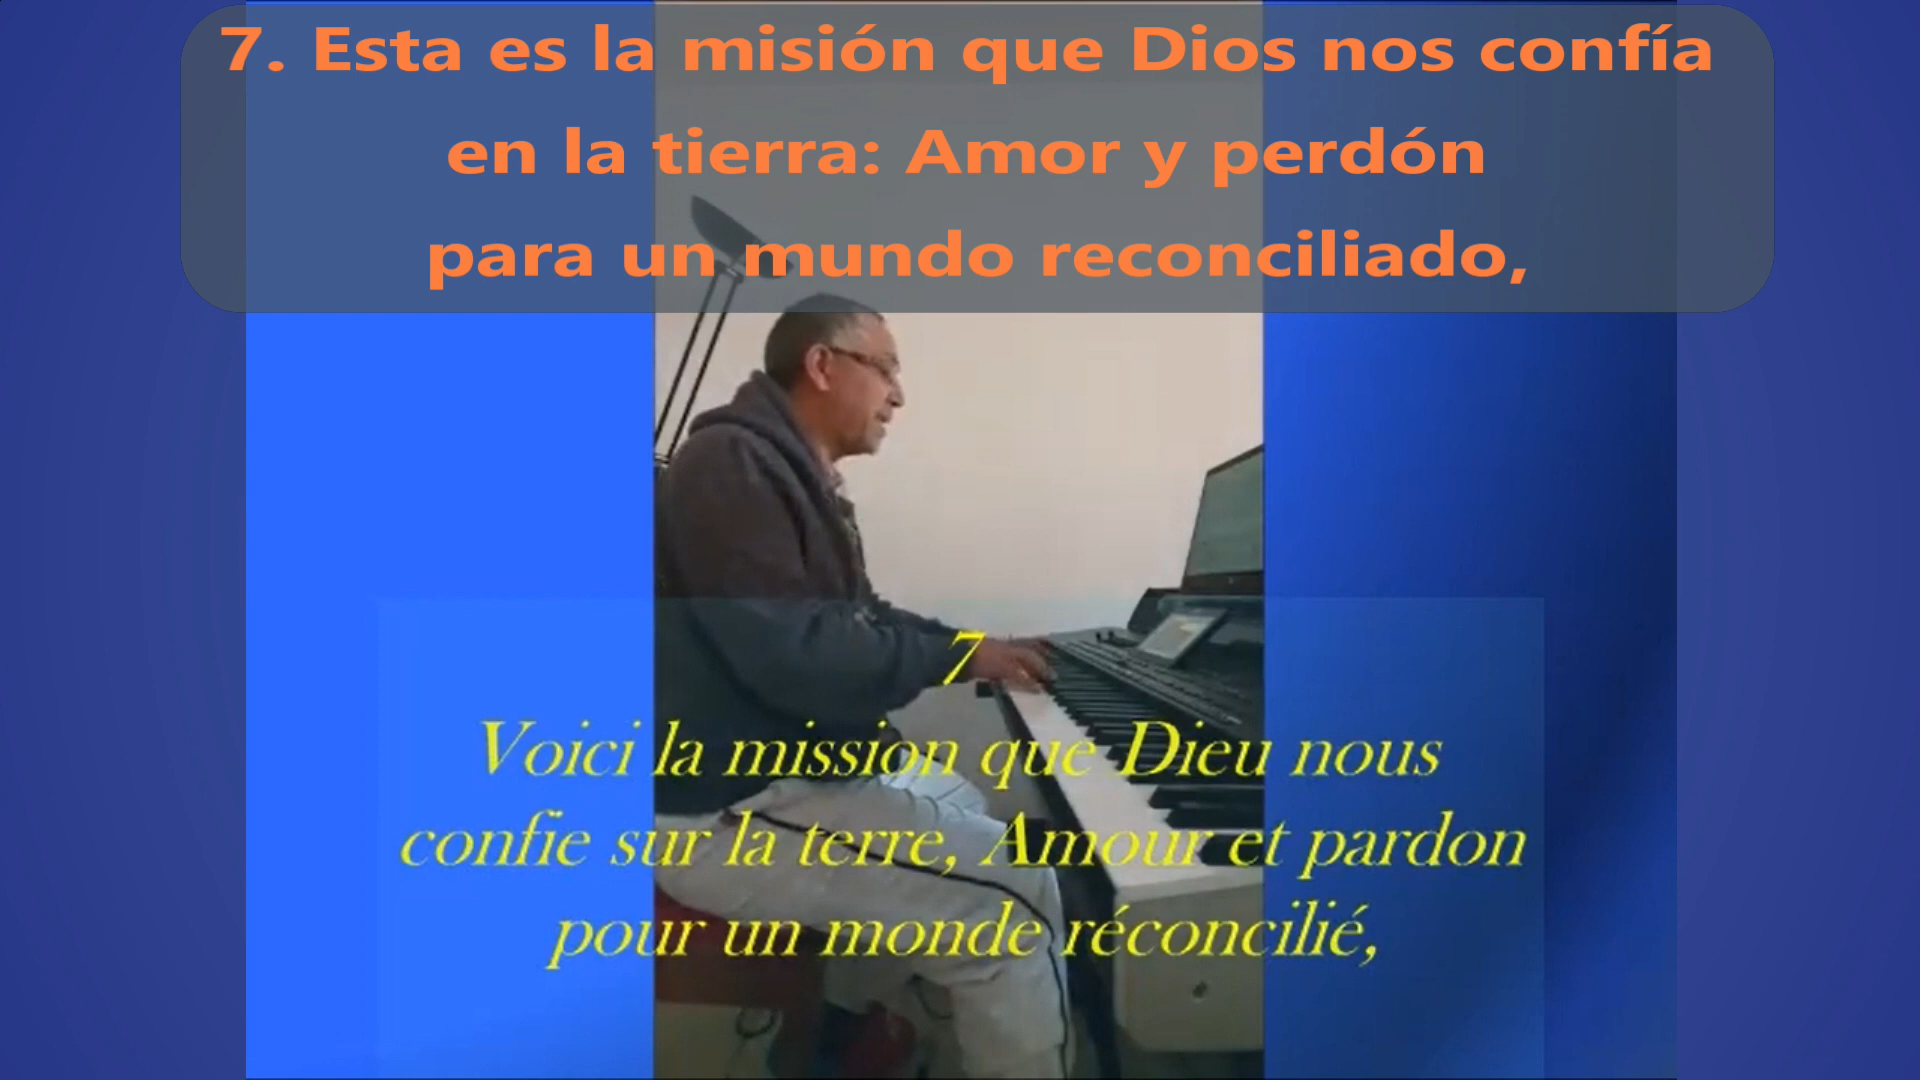 7. Esta es la misión que Dios nos confía
en la tierra: Amor y perdón
para un mundo reconciliado,
7
Voici la mission que Dieu nous
confie sur la terre, Amour et pardon
pour un monde réconcilié,